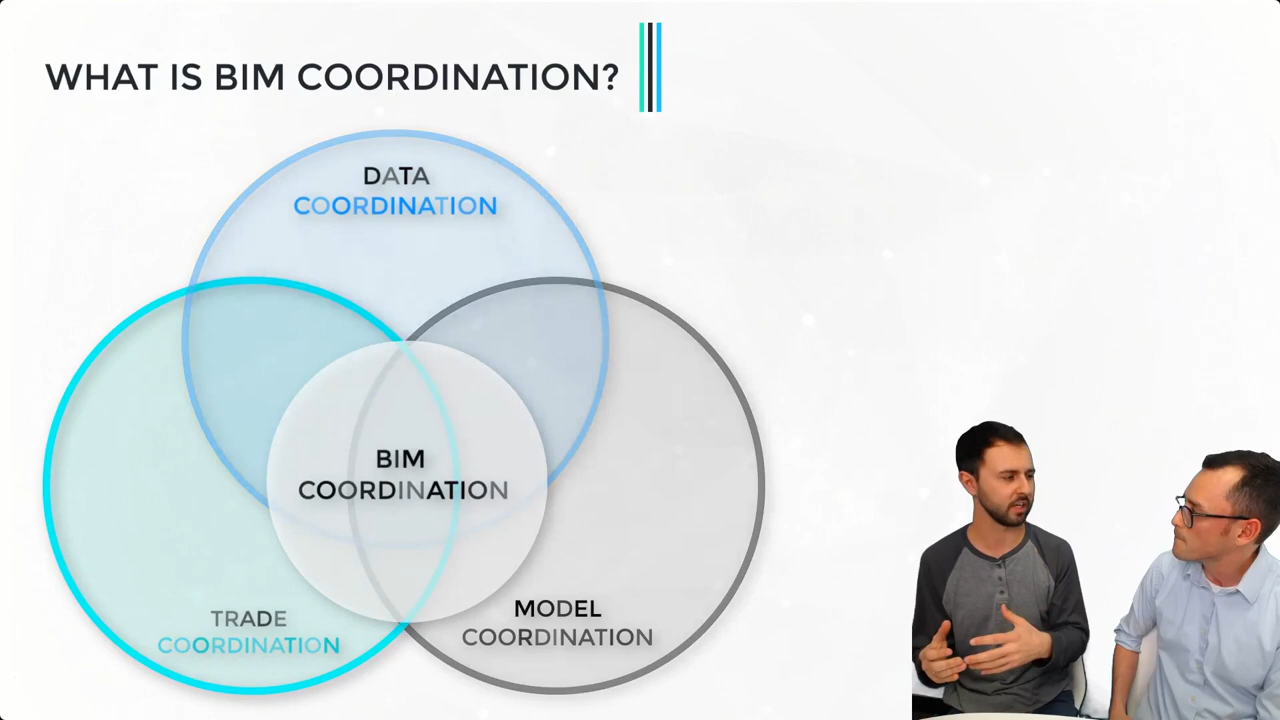 WHAT IS BIM COORDINATION?
DATA
COORDINATION
BIM
COORDINATION
TRADE
COORDINATION
MODEL
COORDINATION